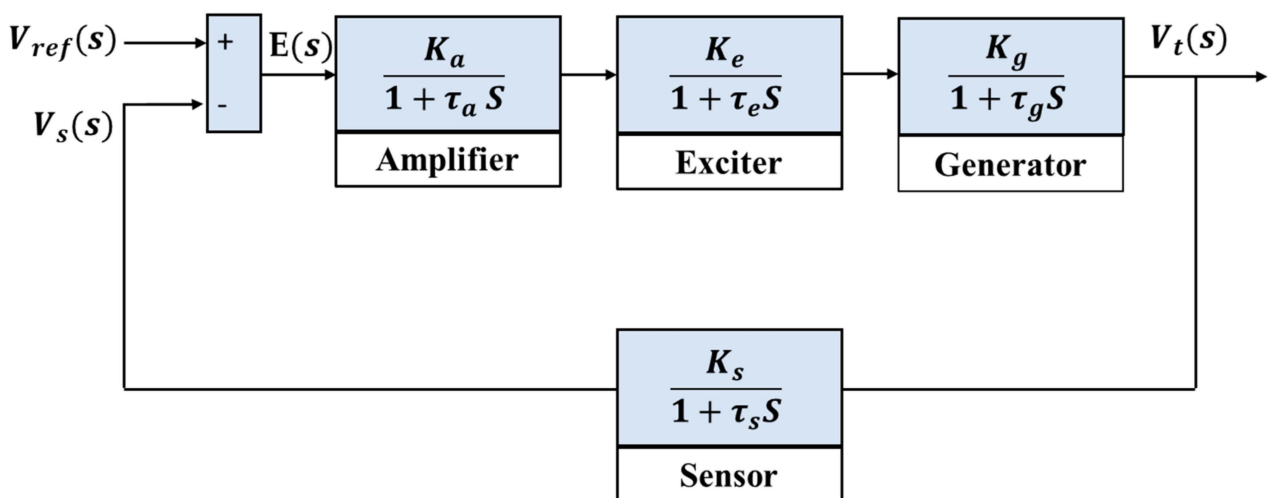 V_ref(s)
+
E(s)
V_s(s)
-
K_a
1 + τ_a S
Amplifier
K_e
1 + τ_e S
Exciter
K_g
1 + τ_g S
Generator
V_t(s)
K_s
1 + τ_s S
Sensor